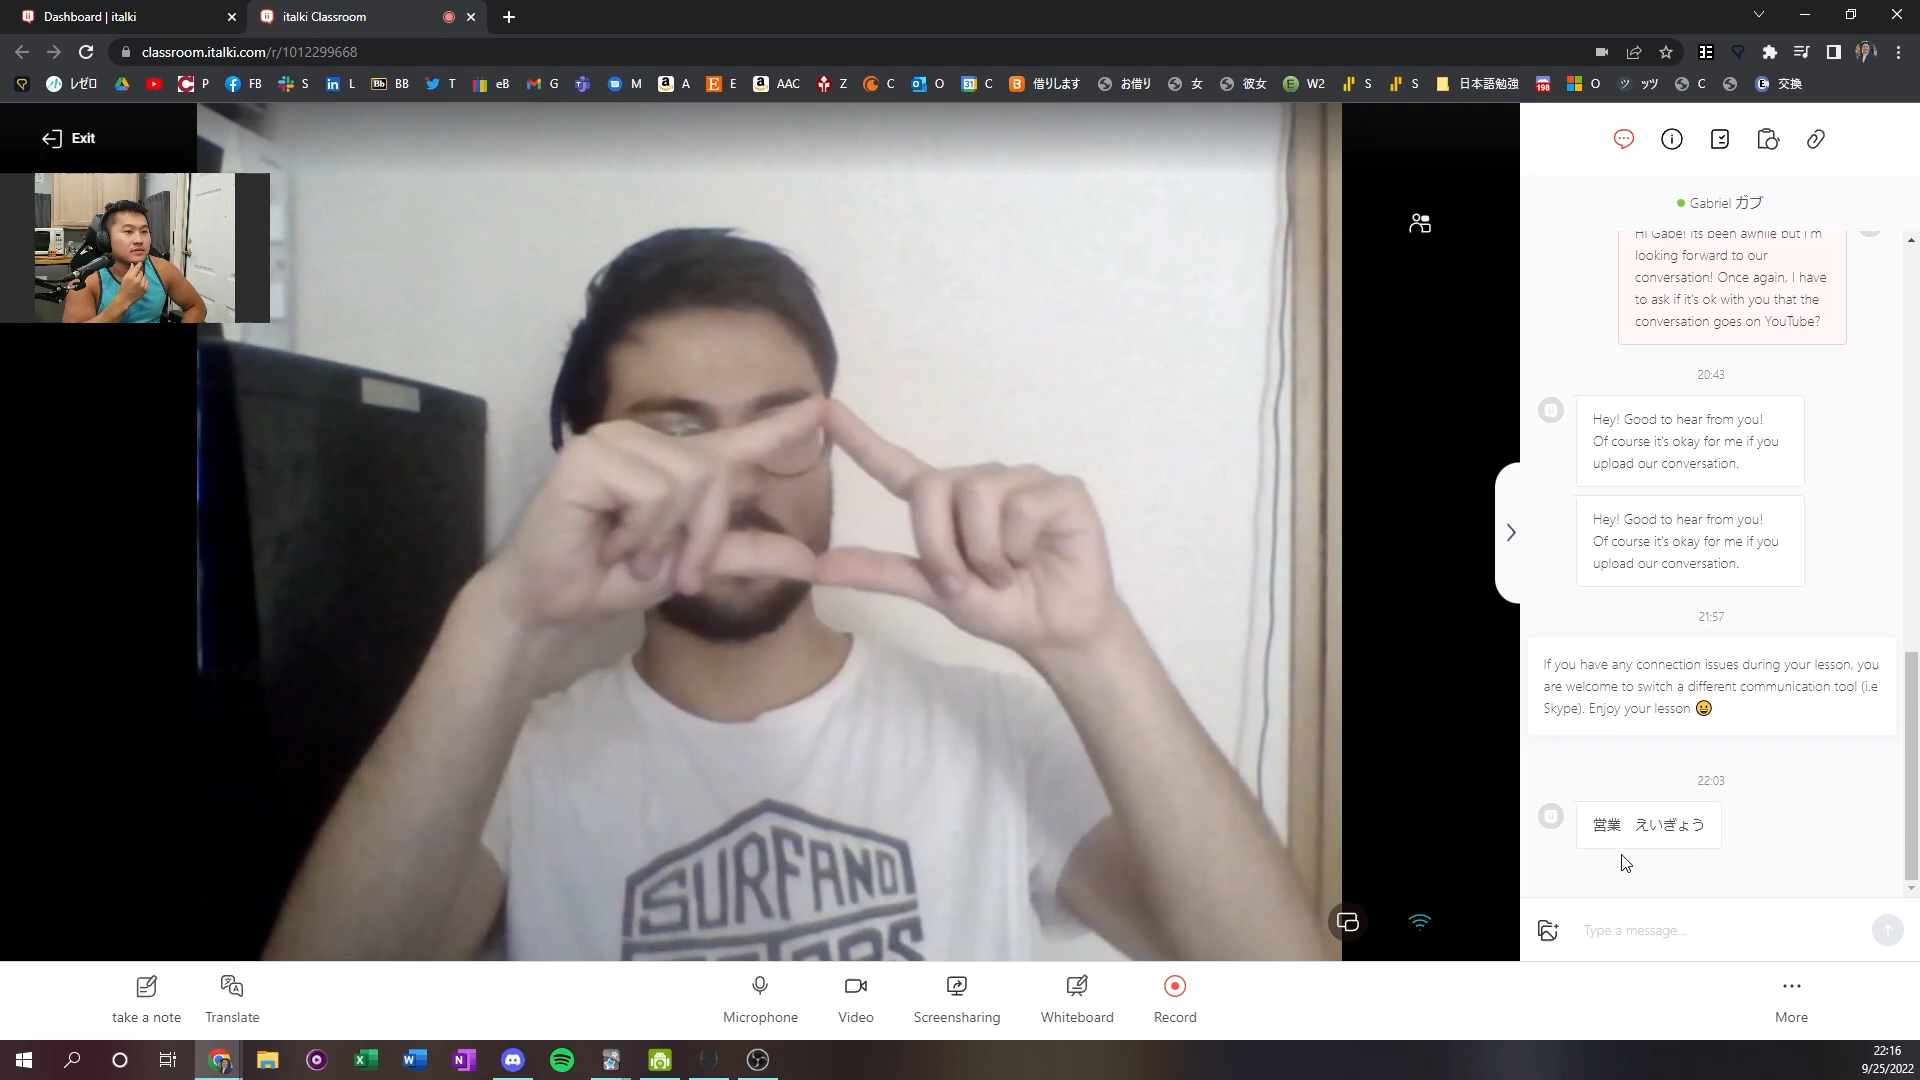 Dashboard | italki
italki Classroom
classroom.italki.com/r/1012299668
レゼロ P FB S L BB T eB G M A E AAC Z C O C 借ります お借り 女 彼女 W2 S S 日本語勉強 O ッヅ C 交換
Exit
Gabriel ガブ
Hi Gabe! Its been awhile but I'm
looking forward to our
conversation! Once again, I have
to ask if it's ok with you that the
conversation goes on YouTube?
20:43
Hey! Good to hear from you!
Of course it's okay for me if you
upload our conversation.
Hey! Good to hear from you!
Of course it's okay for me if you
upload our conversation.
21:57
If you have any connection issues during your lesson, you
are welcome to switch a different communication tool (i.e
Skype). Enjoy your lesson 😀
22:03
営業　えいぎょう
SURFAND
Type a message...
take a note
Translate
Microphone
Video
Screensharing
Whiteboard
Record
More
22:16
9/25/2022